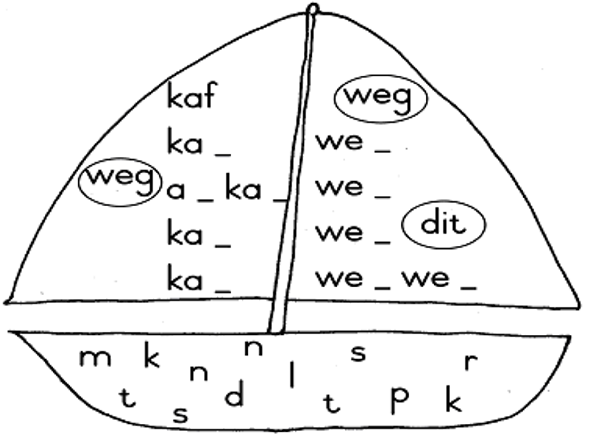 kaf
ka _
weg a _ ka _
ka _
ka _
weg
we _
we _
we _ dit
we _ we _
m k n n l s r
t s d t p k